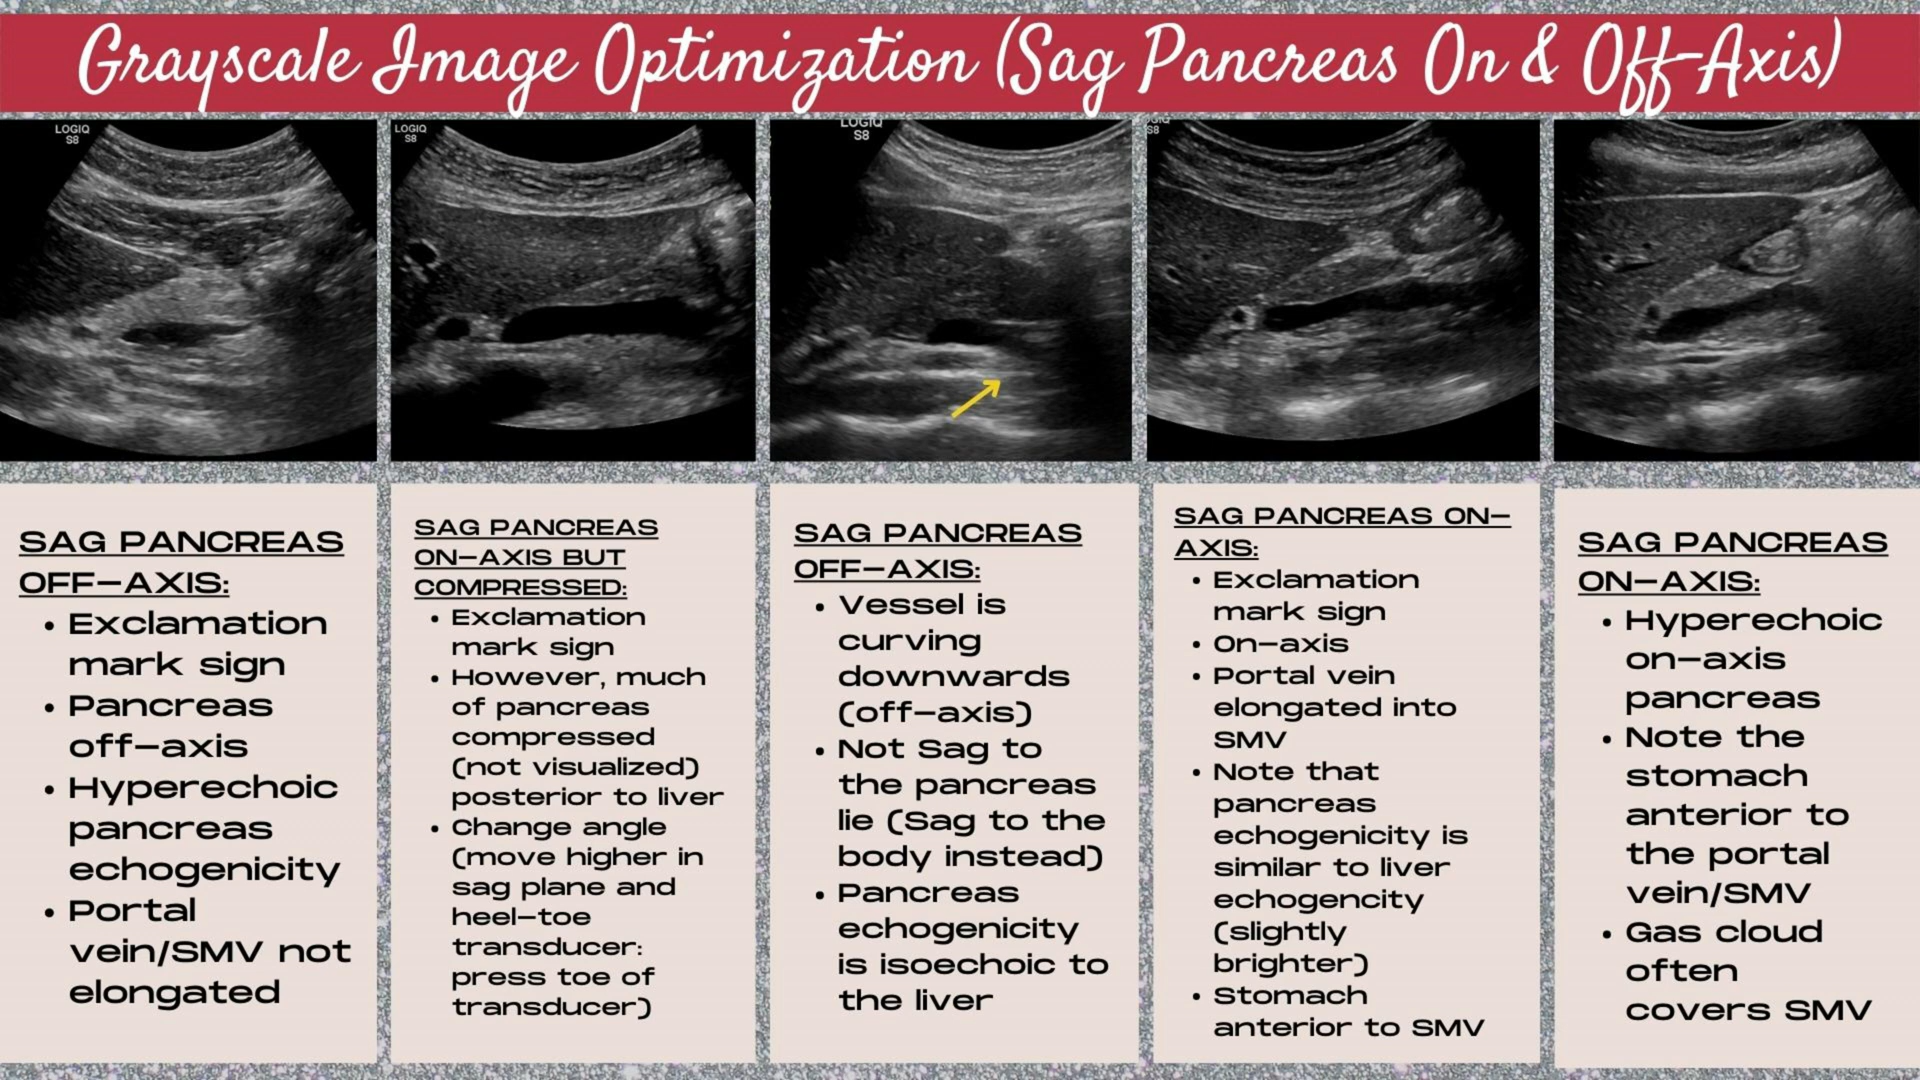 Grayscale Image Optimization (Sag Pancreas On & Off-Axis)
LOGIQ
S8
LOGIQ
S8
LOGIQ
S8
S8
SAG PANCREAS
OFF-AXIS:
• Exclamation
mark sign
• Pancreas
off-axis
• Hyperechoic
pancreas
echogenicity
• Portal
vein/SMV not
elongated
SAG PANCREAS
ON-AXIS BUT
COMPRESSED:
• Exclamation
mark sign
• However, much
of pancreas
compressed
(not visualized)
posterior to liver
• Change angle
(move higher in
sag plane and
heel-toe
transducer:
press toe of
transducer)
SAG PANCREAS
OFF-AXIS:
• Vessel is
curving
downwards
(off-axis)
• Not Sag to
the pancreas
lie (Sag to the
body instead)
• Pancreas
echogenicity
is isoechoic to
the liver
SAG PANCREAS ON-
AXIS:
• Exclamation
mark sign
• On-axis
• Portal vein
elongated into
SMV
• Note that
pancreas
echogenicity is
similar to liver
echogencity
(slightly
brighter)
• Stomach
anterior to SMV
SAG PANCREAS
ON-AXIS:
• Hyperechoic
on-axis
pancreas
• Note the
stomach
anterior to
the portal
vein/SMV
• Gas cloud
often
covers SMV